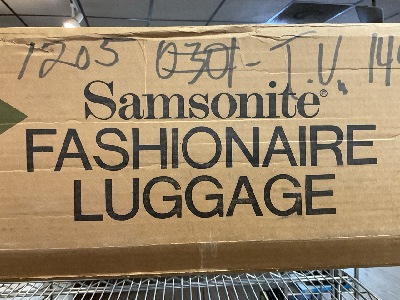 1205 0301- T.V. 14
Samsonite®
FASHIONAIRE
LUGGAGE